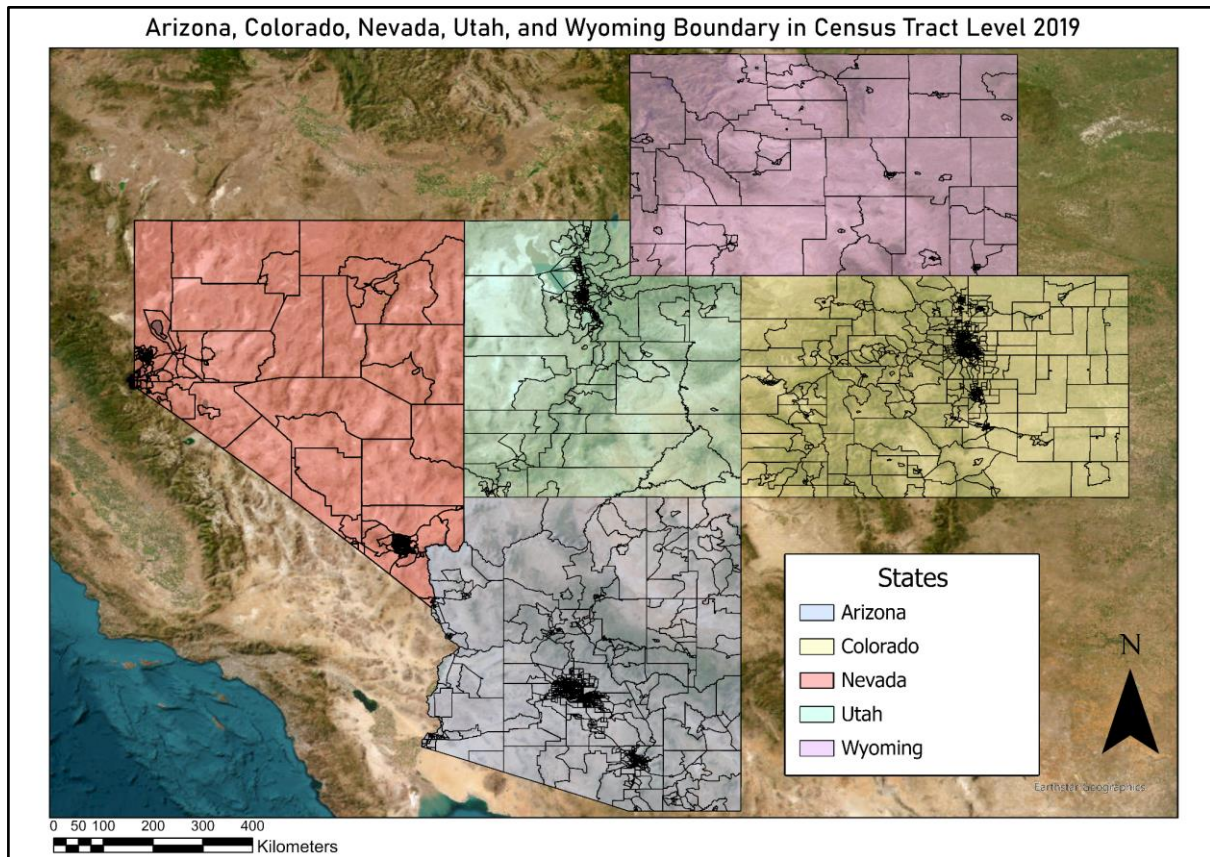 Arizona, Colorado, Nevada, Utah, and Wyoming Boundary in Census Tract Level 2019
States
Arizona
Colorado
Nevada
Utah
Wyoming
N
Earthstar Geographics
0 50 100 200 300 400
Kilometers